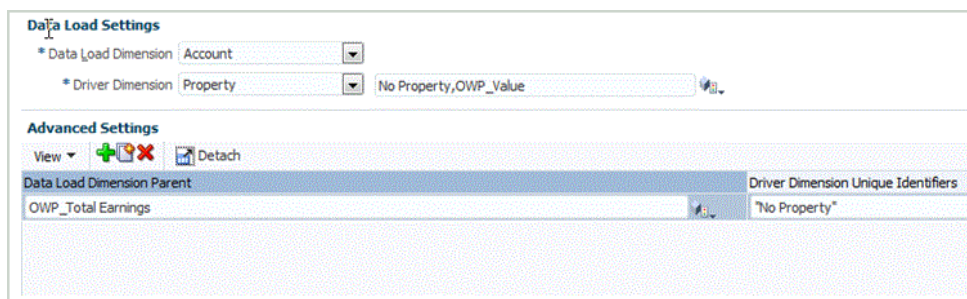 Data Load Settings
* Data Load Dimension Account
* Driver Dimension Property No Property,OWP_Value
Advanced Settings
View Detach
Data Load Dimension Parent Driver Dimension Unique Identifiers
OWP_Total Earnings "No Property"